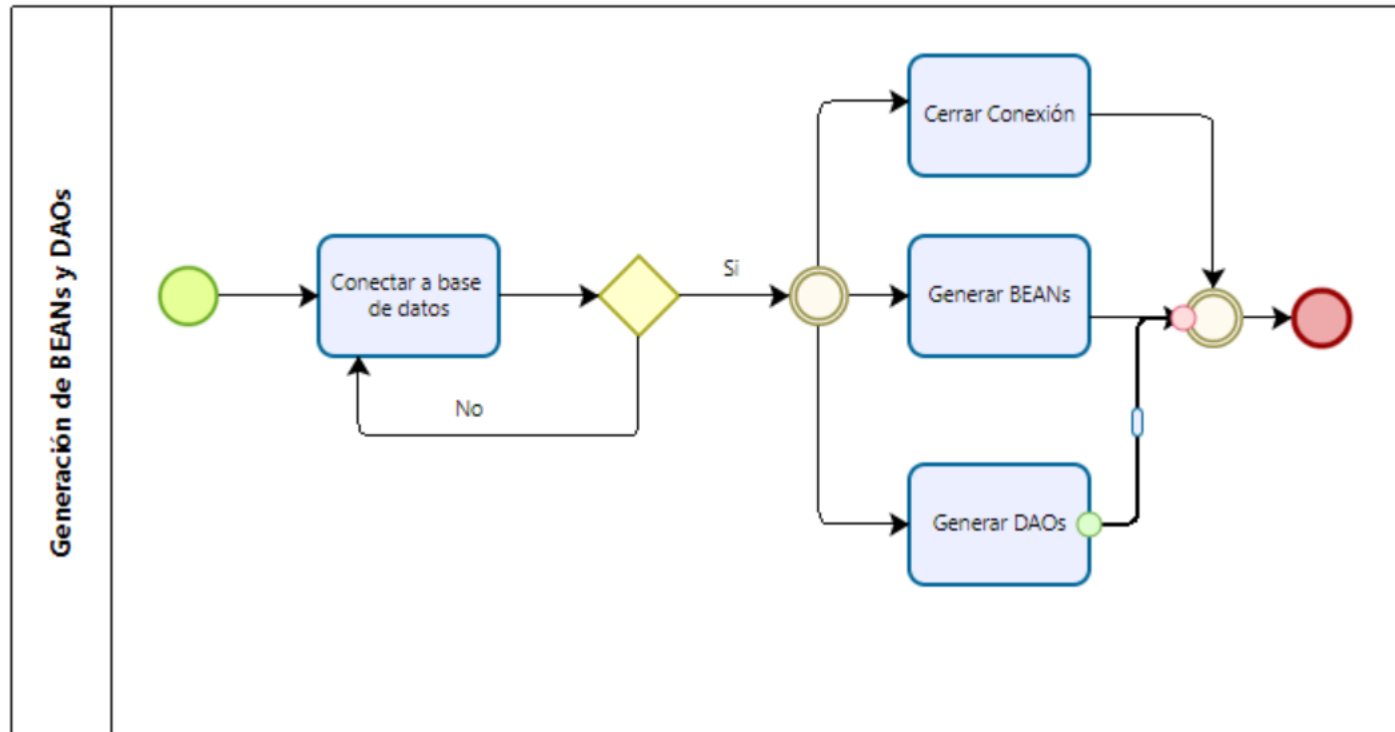 Generación de BEANs y DAOs
Conectar a base
de datos
No
Si
Cerrar Conexión
Generar BEANs
Generar DAOs